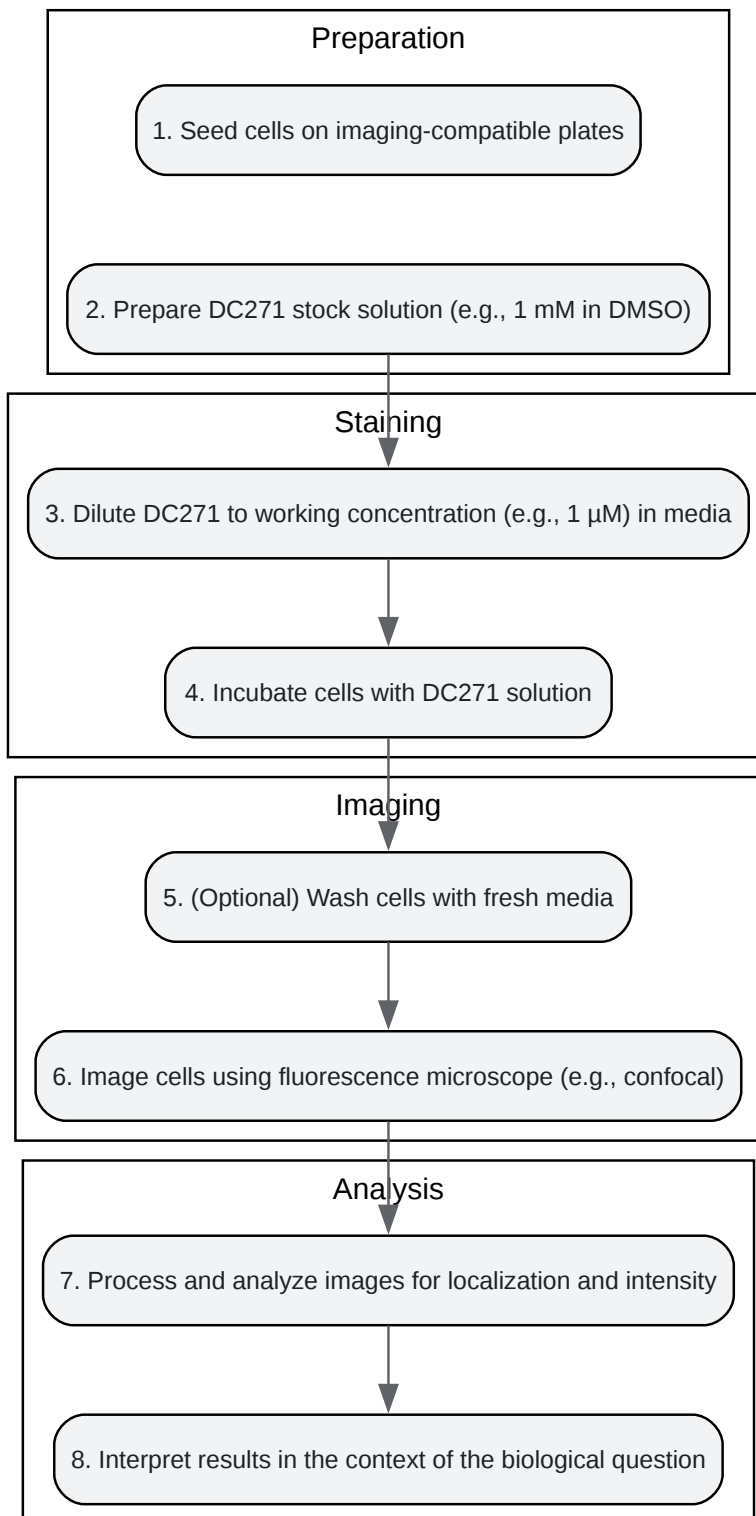 Preparation
1. Seed cells on imaging-compatible plates
2. Prepare DC271 stock solution (e.g., 1 mM in DMSO)
Staining
3. Dilute DC271 to working concentration (e.g., 1 µM) in media
4. Incubate cells with DC271 solution
Imaging
5. (Optional) Wash cells with fresh media
6. Image cells using fluorescence microscope (e.g., confocal)
Analysis
7. Process and analyze images for localization and intensity
8. Interpret results in the context of the biological question